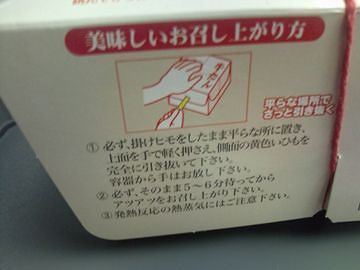 美味しいお召し上がり方
牛たん
平らな場所で
さっと引き抜く
① 必ず、掛けヒモをしたまま平らな所に置き、
上面を手で軽く押さえ、側面の黄色いひもを
完全に引き抜いて下さい。
容器から手はお放し下さい。
② 必ず、そのまま5〜6分待ってから
アツアツをお召し上がり下さい。
③ 発熱反応の熱蒸気にはご注意下さい。